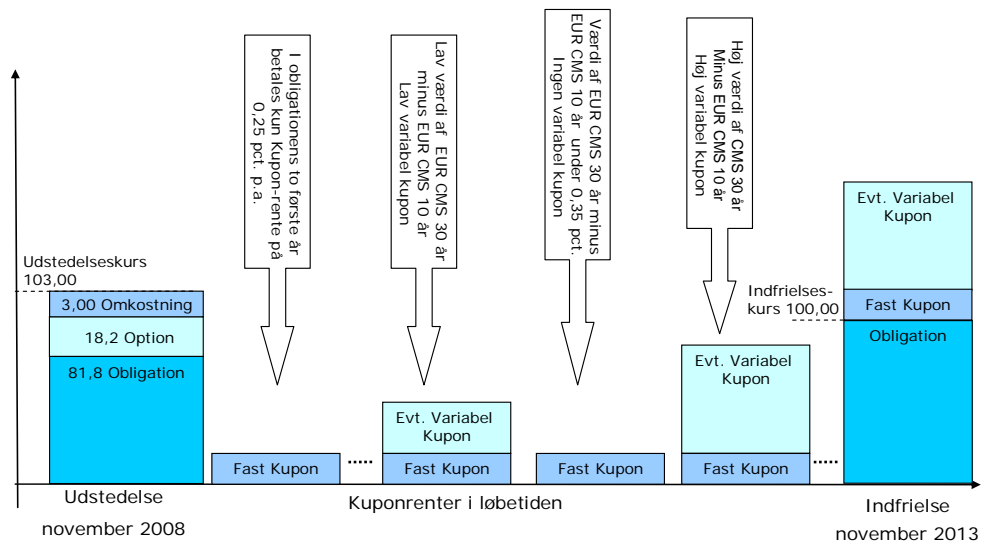 I obligationens to første år
betales kun Kupon-rente på
0,25 pct. p.a.
Lav værdi af EUR CMS 30 år
minus EUR CMS 10 år
Lav variabel kupon
Værdi af EUR CMS 30 år minus
EUR CMS 10 år under 0,35 pct.
Ingen variabel kupon
Høj værdi af CMS 30 år
Minus EUR CMS 10 år
Høj variabel kupon
Udstedelseskurs
103,00
3,00 Omkostning
18,2 Option
81,8 Obligation
Fast Kupon
.....
Evt. Variabel
Kupon
Fast Kupon
Fast Kupon
Evt. Variabel
Kupon
Fast Kupon
.....
Indfrielses-
kurs 100,00
Evt. Variabel
Kupon
Fast Kupon
Obligation
Udstedelse
november 2008
Kuponrenter i løbetiden
Indfrielse
november 2013